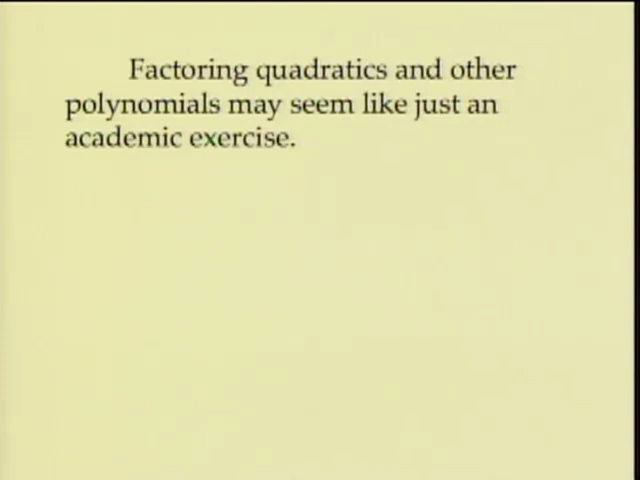 Factoring quadratics and other
polynomials may seem like just an
academic exercise.